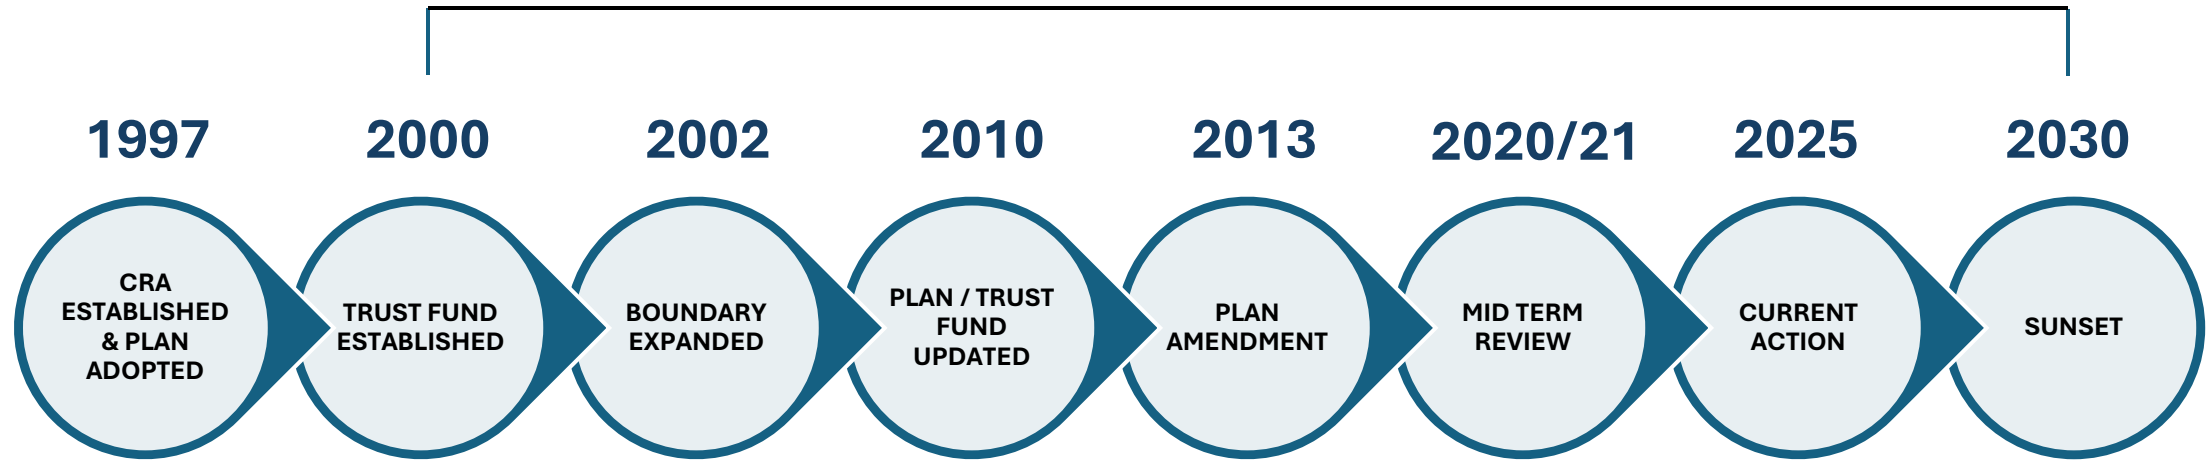 1997
2000
2002
2010
2013
2020/21
2025
2030
CRA
ESTABLISHED
& PLAN
ADOPTED
TRUST FUND
ESTABLISHED
BOUNDARY
EXPANDED
PLAN / TRUST
FUND
UPDATED
PLAN
AMENDMENT
MID TERM
REVIEW
CURRENT
ACTION
SUNSET